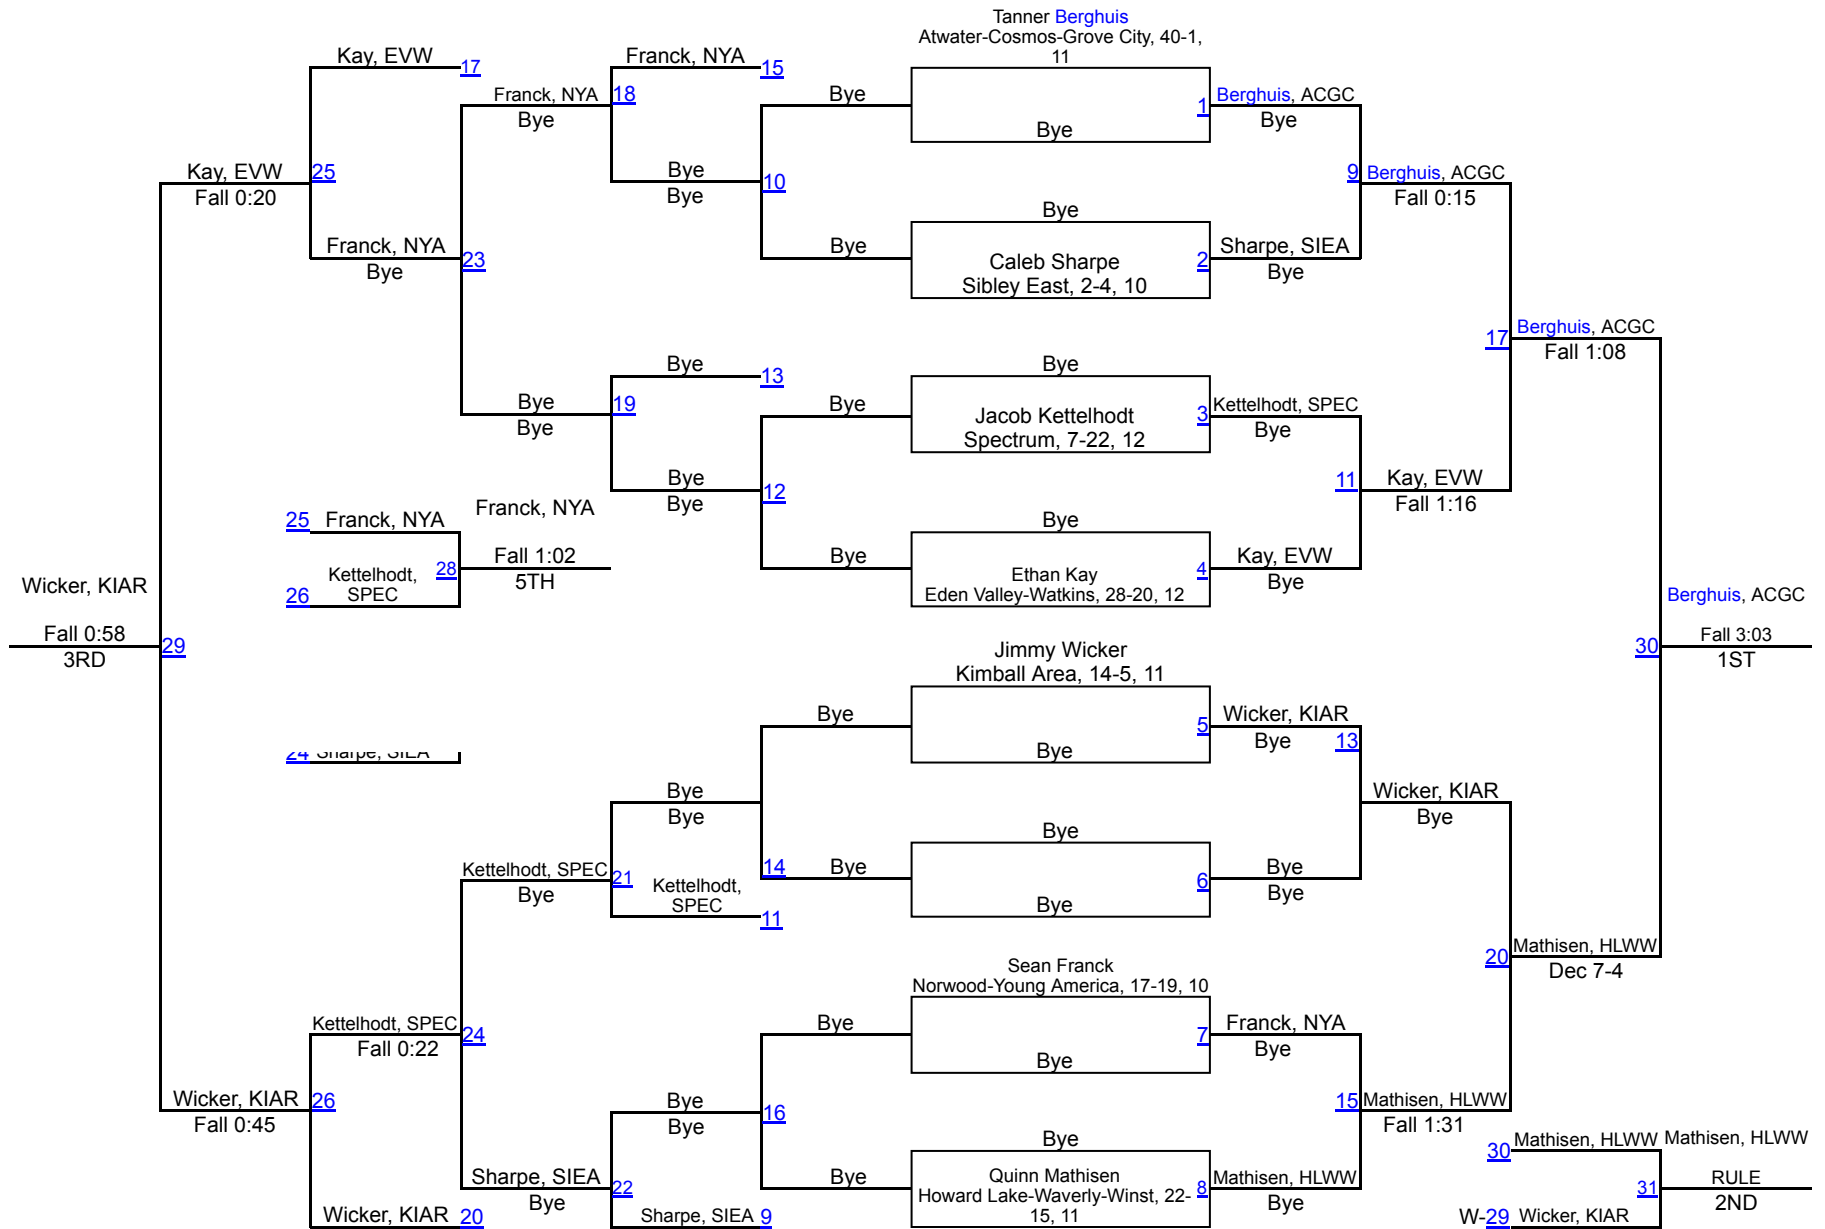 Tanner Berghuis
Atwater-Cosmos-Grove City, 40-1,
11
Kay, EVW
17
Franck, NYA
15
Franck, NYA
18
Bye
Bye
1
Berghuis, ACGC
Bye
Bye
Kay, EVW
25
Fall 0:20
Bye
10
Bye
9
Berghuis, ACGC
Fall 0:15
Bye
Franck, NYA
23
Bye
Bye
Caleb Sharpe
Sibley East, 2-4, 10
2
Sharpe, SIEA
Bye
17
Berghuis, ACGC
Fall 1:08
Bye
13
Bye
Bye
19
Bye
Bye
Jacob Kettelhodt
Spectrum, 7-22, 12
3
Kettelhodt, SPEC
Bye
Bye
12
Bye
11
Kay, EVW
Fall 1:16
25
Franck, NYA
Franck, NYA
Bye
28
Fall 1:02
5TH
Kettelhodt,
SPEC
26
Bye
Ethan Kay
Eden Valley-Watkins, 28-20, 12
4
Kay, EVW
Bye
Wicker, KIAR
Fall 0:58
3RD
29
Berghuis, ACGC
30
Fall 3:03
1ST
Jimmy Wicker
Kimball Area, 14-5, 11
Bye
5
Wicker, KIAR
Bye
Bye
13
24 Sharpe, SIEA
Bye
Bye
Wicker, KIAR
Bye
Bye
Kettelhodt, SPEC
21
Bye
14
Bye
Kettelhodt,
SPEC
11
6
Bye
Bye
Bye
20
Mathisen, HLWW
Dec 7-4
Sean Franck
Norwood-Young America, 17-19, 10
Kettelhodt, SPEC
24
Fall 0:22
Bye
7
Franck, NYA
Bye
Bye
Wicker, KIAR
26
Fall 0:45
Bye
16
Bye
15
Mathisen, HLWW
Fall 1:31
Bye
Sharpe, SIEA
22
Bye
Bye
Quinn Mathisen
Howard Lake-Waverly-Winst, 22-
15, 11
8
Mathisen, HLWW
Bye
30
Mathisen, HLWW
Mathisen, HLWW
31
RULE
2ND
Wicker, KIAR
20
Sharpe, SIEA
9
W-29
Wicker, KIAR